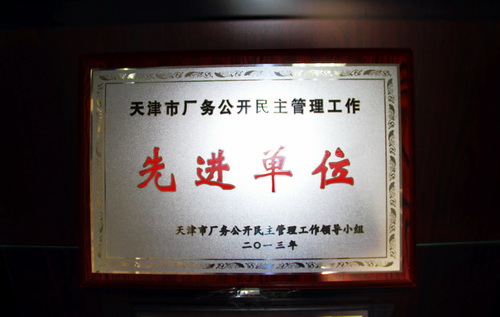 天津市厂务公开民主管理工作
先进单位
天津市厂务公开民主管理工作领导小组
二〇一三年